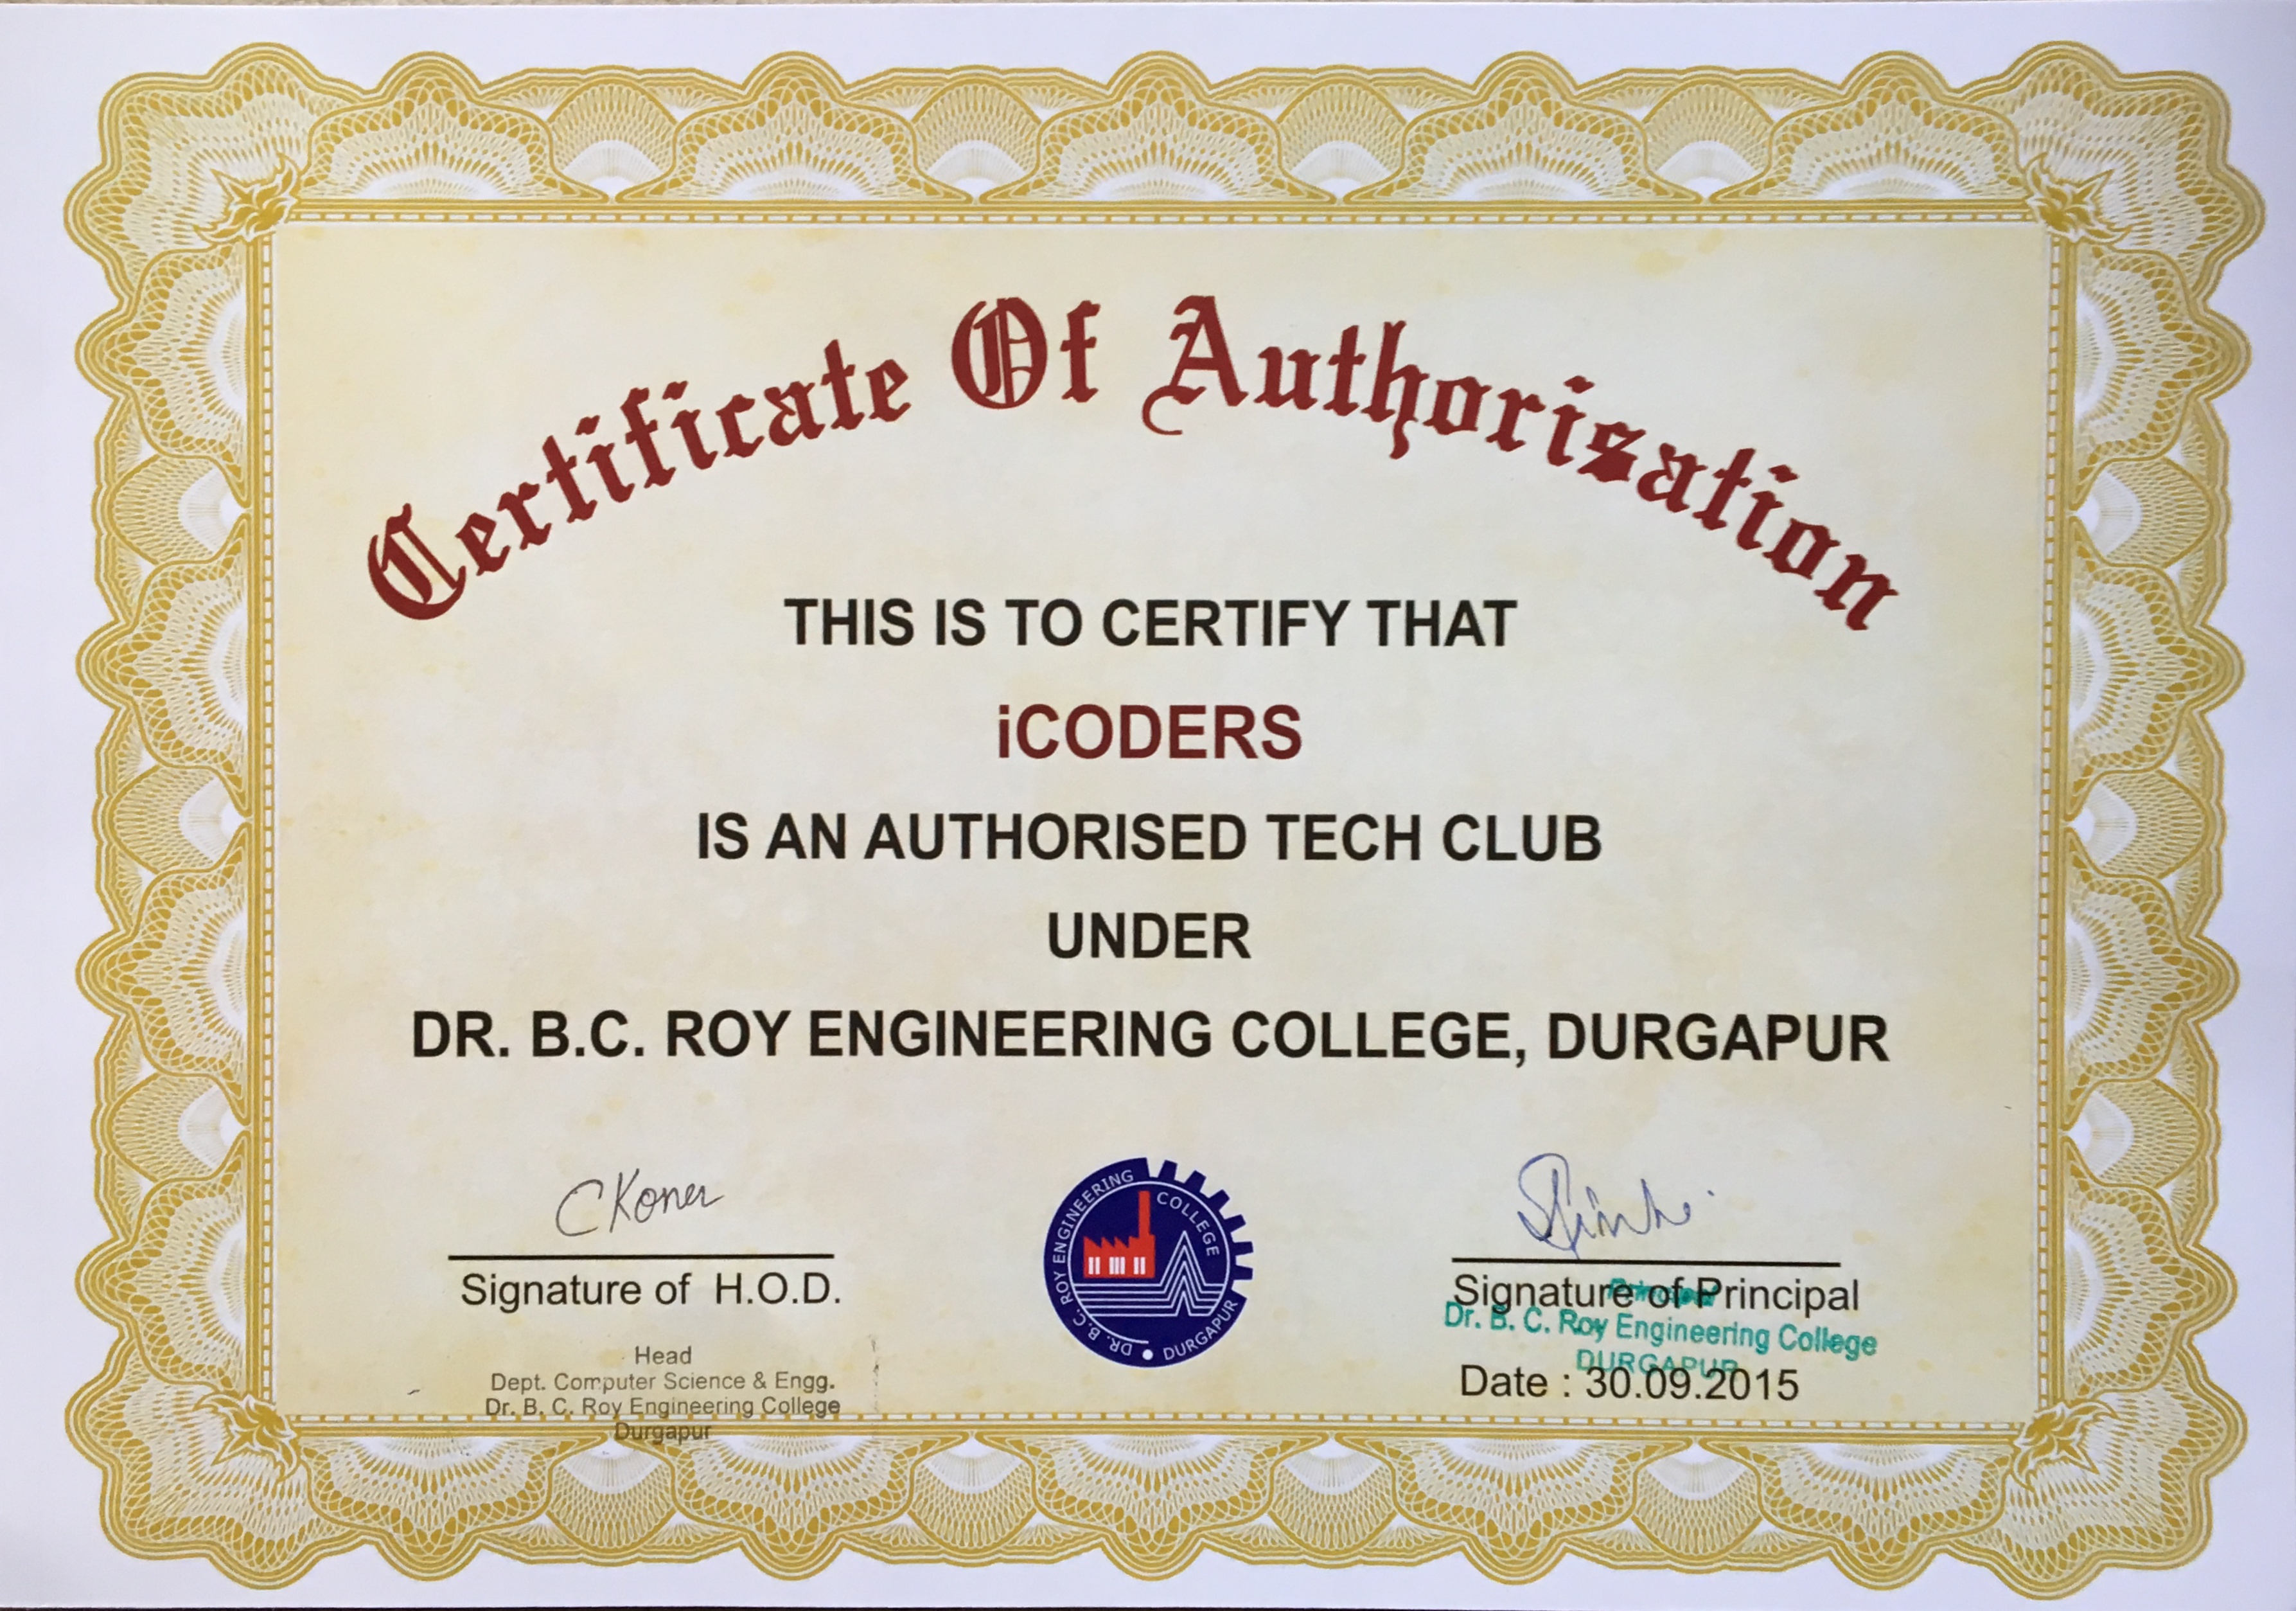 Certificate Of Authorisation
THIS IS TO CERTIFY THAT
iCODERS
IS AN AUTHORISED TECH CLUB
UNDER
DR. B.C. ROY ENGINEERING COLLEGE, DURGAPUR
CKoner
Signature of H.O.D.
Head
Dept. Computer Science & Engg.
Dr. B. C. Roy Engineering College
Durgapur
DR. B.C. ROY ENGINEERING COLLEGE
DURGAPUR
Signature of Principal
Principal
Dr. B. C. Roy Engineering College
DURGAPUR
Date : 30.09.2015